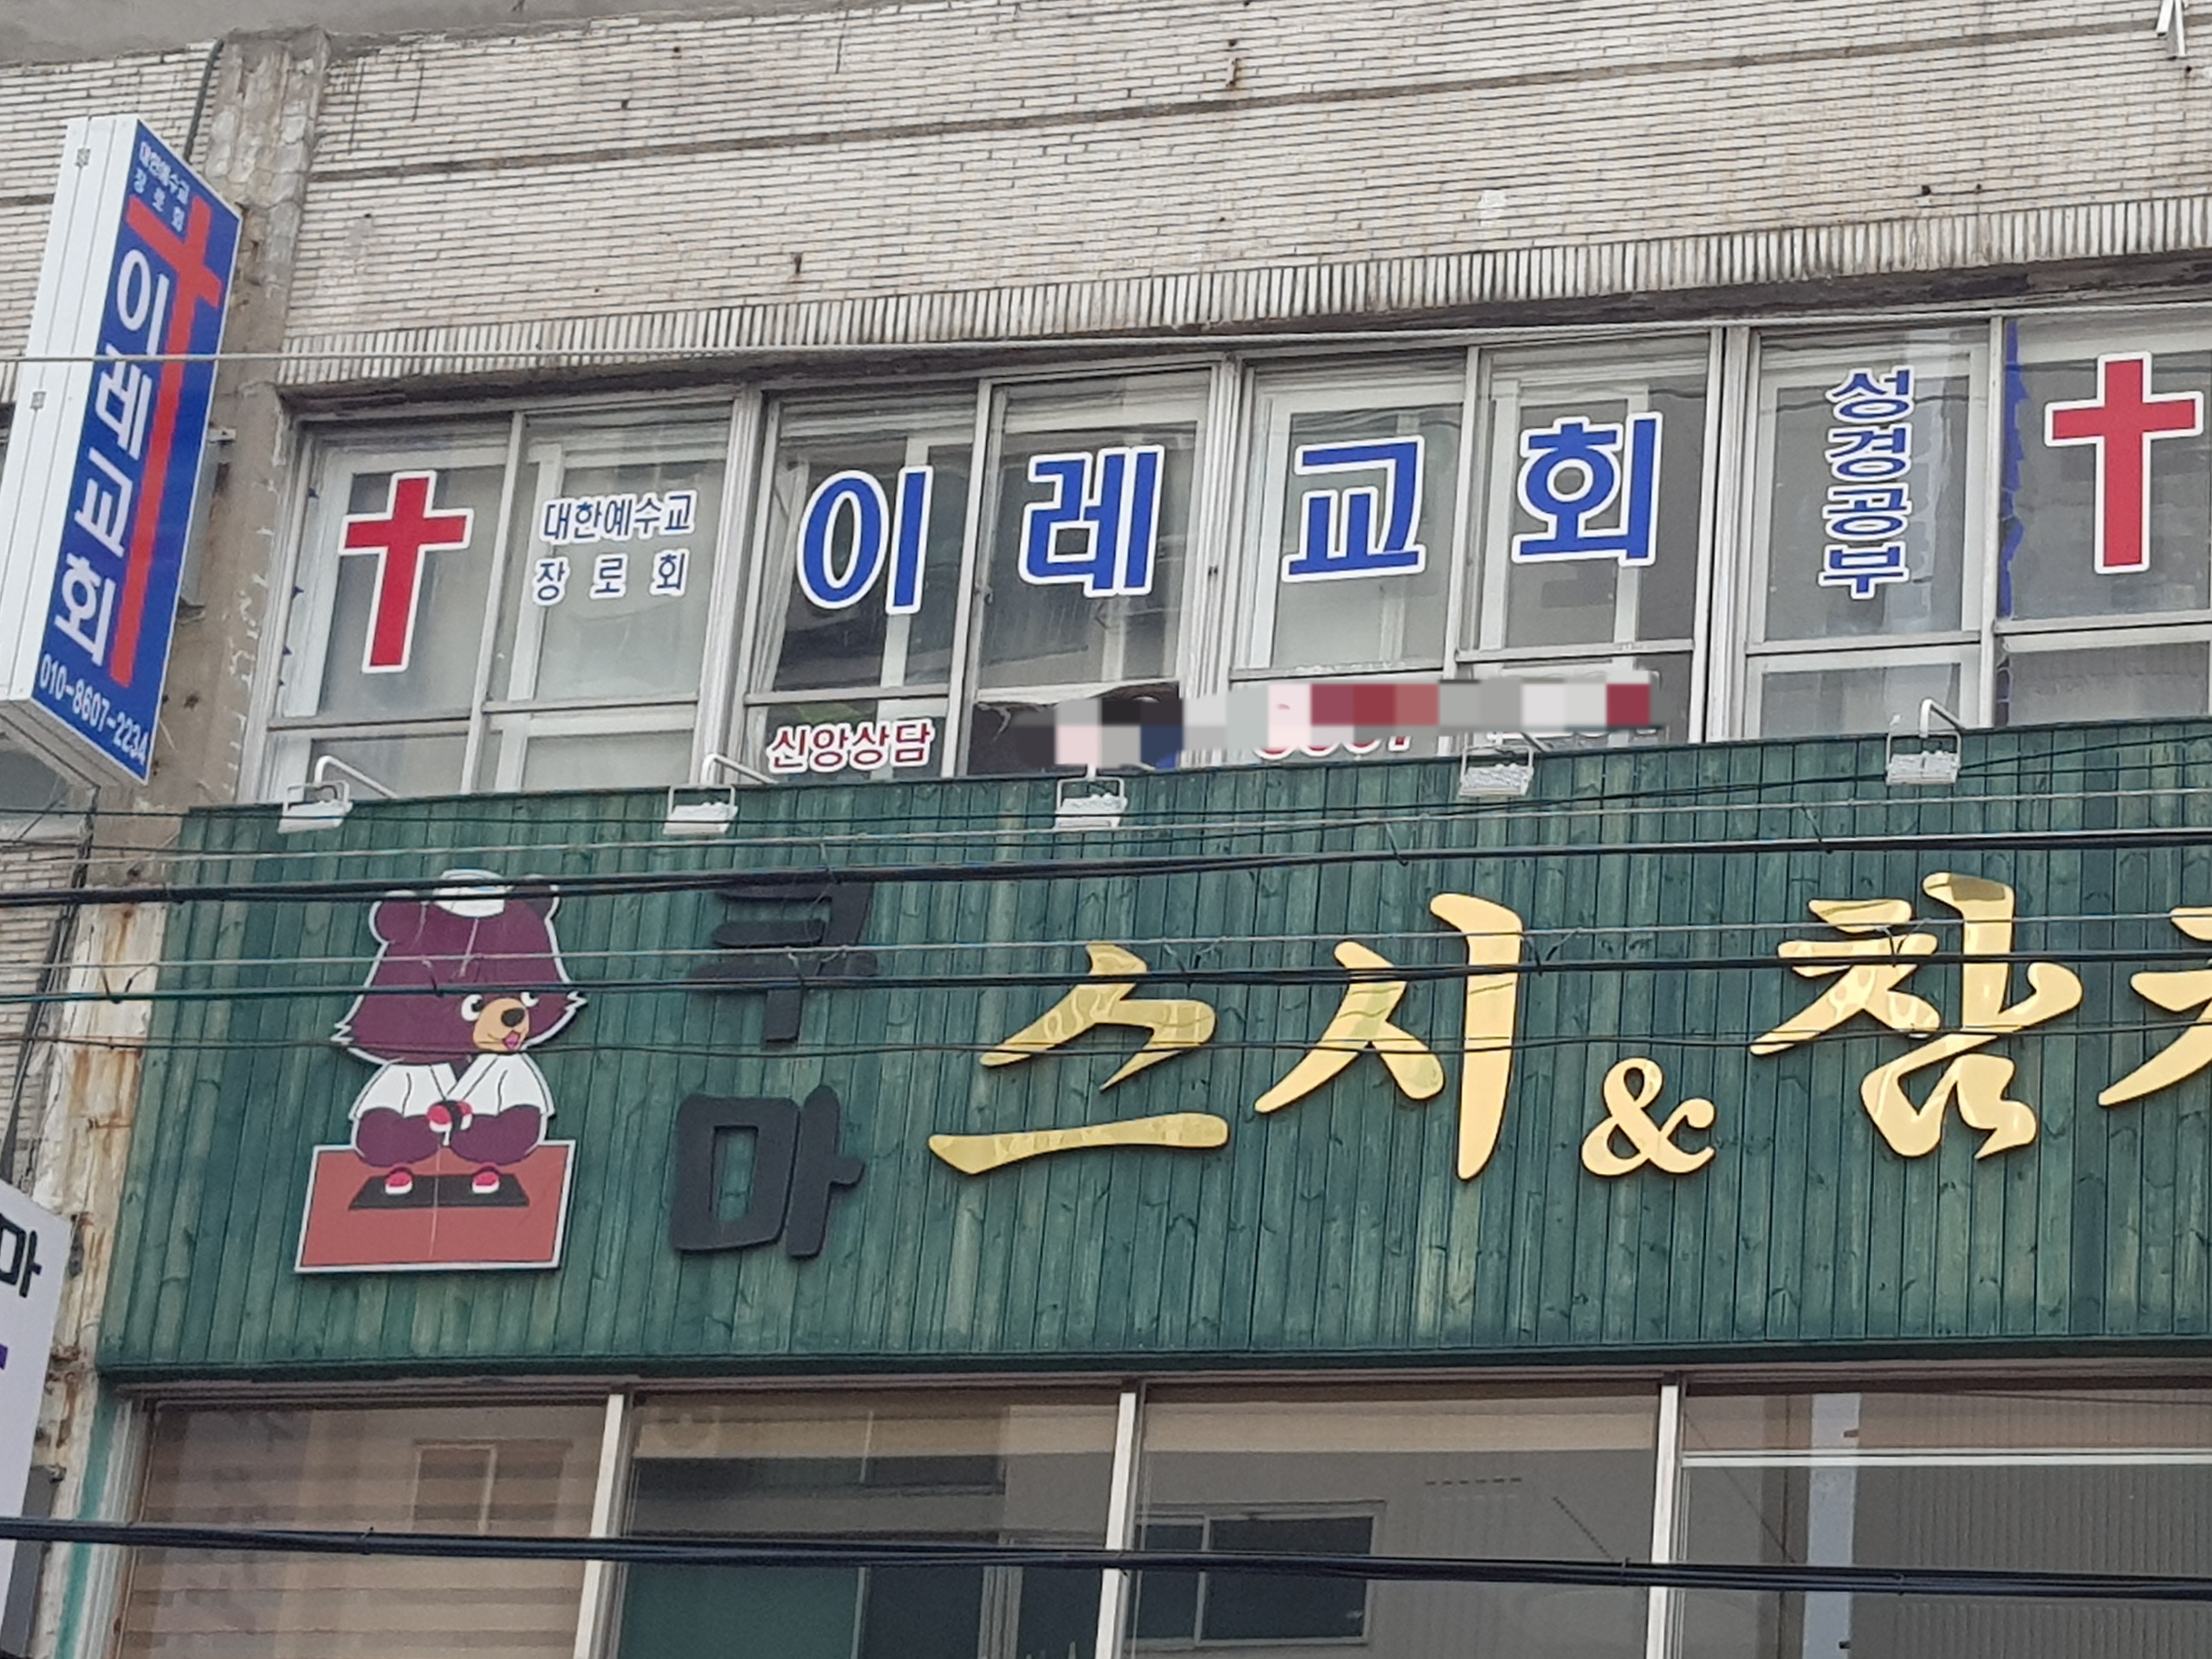 대한예수교
장로회
이레교회
010-8607-2234
대한예수교
장 로 회
이레교회
성경공부
신앙상담
쿠마
스시&참치
마